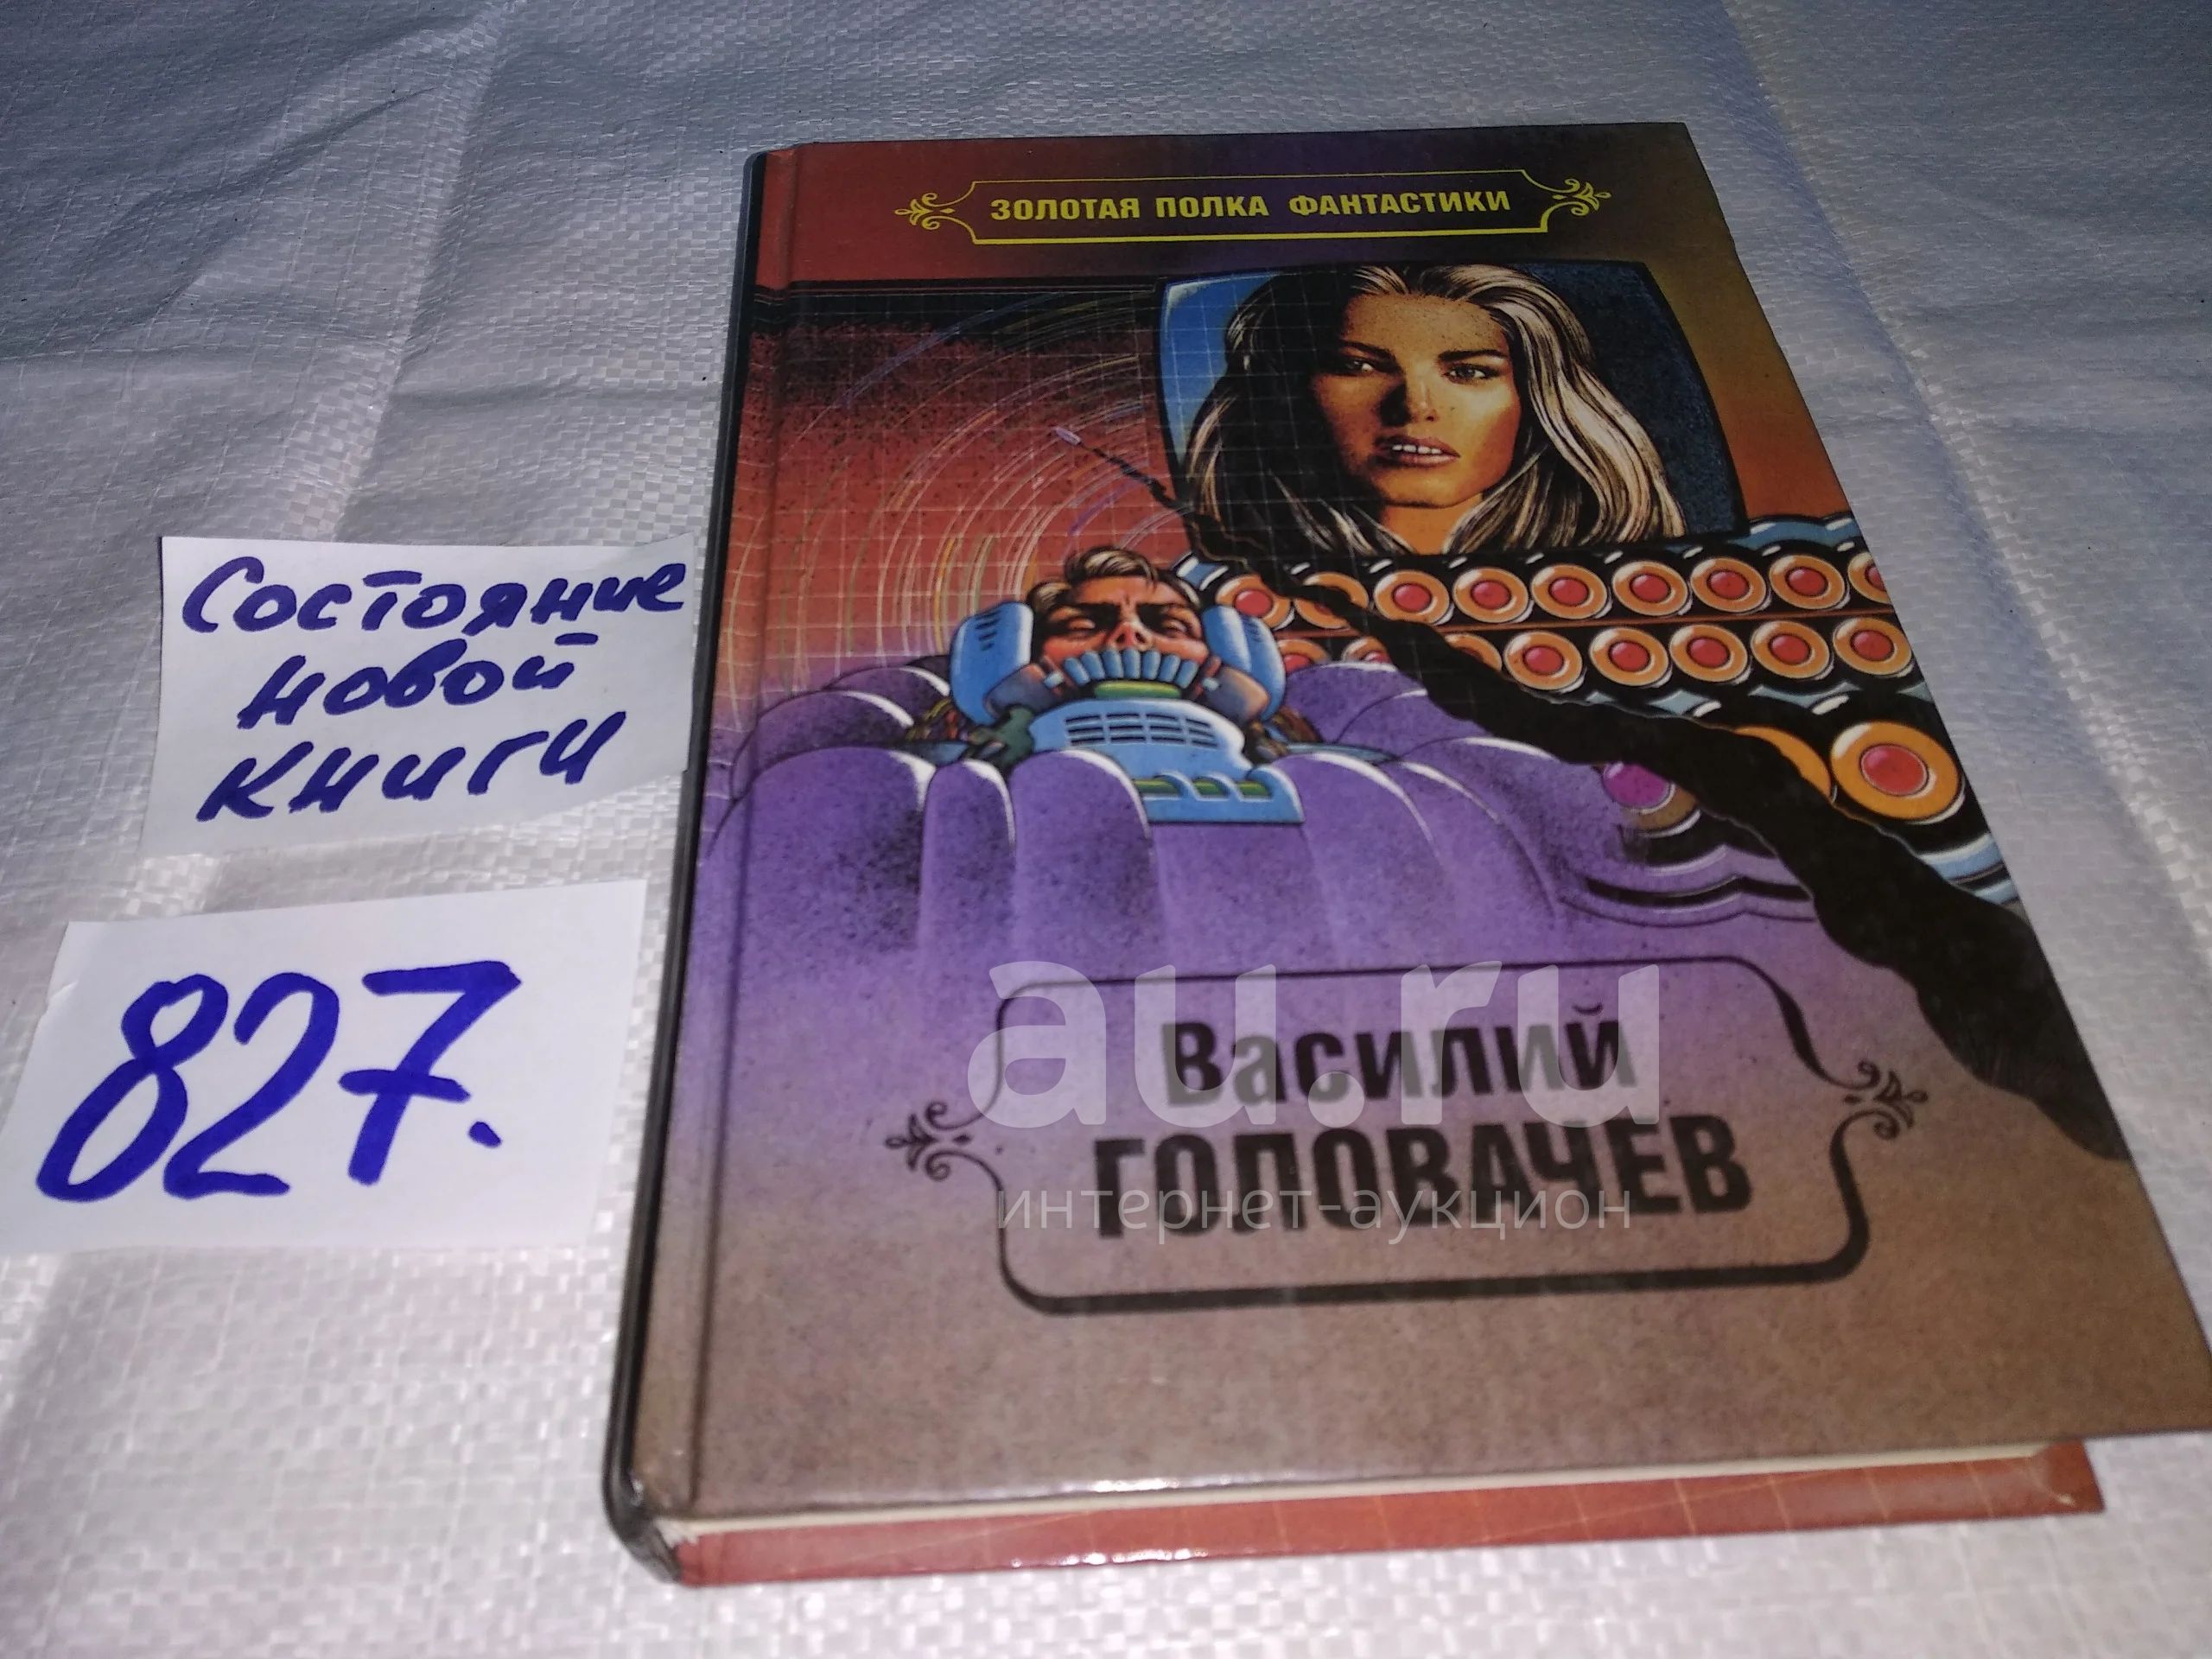 ЗОЛОТАЯ ПОЛКА ФАНТАСТИКИ
Состояние
новой
книги
827.
au.ru
Василий
ГОЛОВАЧЕВ
интернет-аукцион